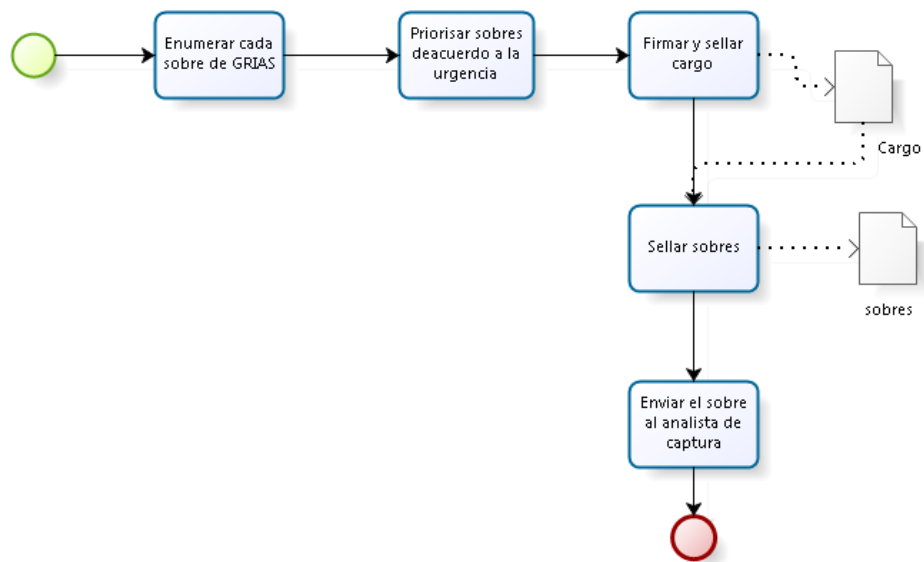 Enumerar cada
sobre de GRIAS
Priorisar sobres
deacuerdo a la
urgencia
Firmar y sellar
cargo
Cargo
Sellar sobres
sobres
Enviar el sobre
al analista de
captura